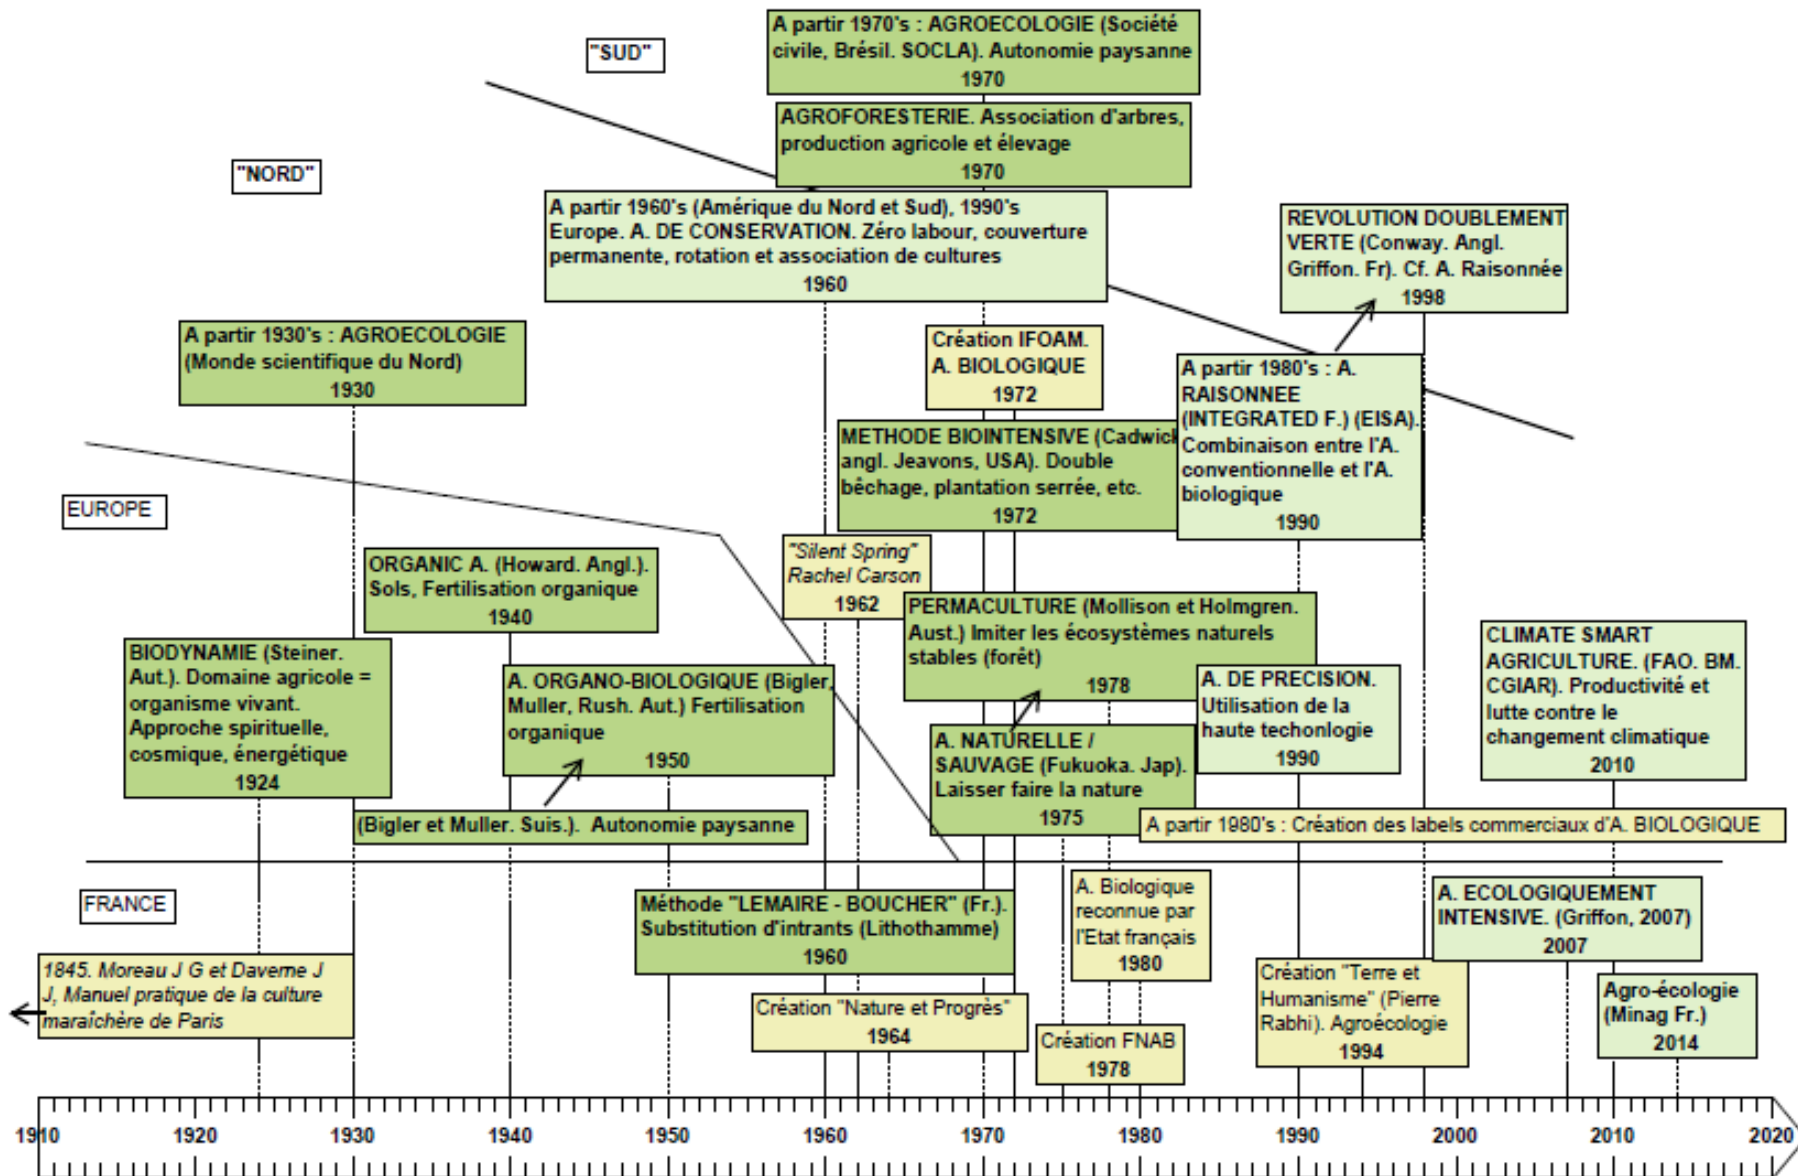 A partir 1970's : AGROECOLOGIE (Société
civile, Brésil. SOCLA). Autonomie paysanne
1970
"SUD"
AGROFORESTERIE. Association d'arbres,
production agricole et élevage
1970
"NORD"
A partir 1960's (Amérique du Nord et Sud), 1990's
Europe. A. DE CONSERVATION. Zéro labour, couverture
permanente, rotation et association de cultures
1960
REVOLUTION DOUBLEMENT
VERTE (Conway. Angl.
Griffon. Fr). Cf. A. Raisonnée
1998
A partir 1930's : AGROECOLOGIE
(Monde scientifique du Nord)
1930
Création IFOAM.
A. BIOLOGIQUE
1972
A partir 1980's : A.
RAISONNEE
(INTEGRATED F.) (EISA).
Combinaison entre l'A.
conventionnelle et l'A.
biologique
1990
METHODE BIOINTENSIVE (Cadwick
angl. Jeavons, USA). Double
bêchage, plantation serrée, etc.
1972
EUROPE
"Silent Spring"
Rachel Carson
1962
ORGANIC A. (Howard. Angl.).
Sols, Fertilisation organique
1940
PERMACULTURE (Mollison et Holmgren.
Aust.) Imiter les écosystèmes naturels
stables (forêt)
1978
BIODYNAMIE (Steiner.
Aut.). Domaine agricole =
organisme vivant.
Approche spirituelle,
cosmique, énergétique
1924
A. ORGANO-BIOLOGIQUE (Bigler,
Muller, Rush. Aut.) Fertilisation
organique
1950
A. DE PRECISION.
Utilisation de la
haute techonlogie
1990
CLIMATE SMART
AGRICULTURE. (FAO. BM.
CGIAR). Productivité et
lutte contre le
changement climatique
2010
A. NATURELLE /
SAUVAGE (Fukuoka. Jap).
Laisser faire la nature
1975
(Bigler et Muller. Suis.). Autonomie paysanne
A partir 1980's : Création des labels commerciaux d'A. BIOLOGIQUE
FRANCE
Méthode "LEMAIRE - BOUCHER" (Fr.).
Substitution d'intrants (Lithothamme)
1960
A. Biologique
reconnue par
l'Etat français
1980
A. ECOLOGIQUEMENT
INTENSIVE. (Griffon, 2007)
2007
1845. Moreau J G et Daverne J
J, Manuel pratique de la culture
maraîchère de Paris
Création "Nature et Progrès"
1964
Création FNAB
1978
Création "Terre et
Humanisme" (Pierre
Rabhi). Agroécologie
1994
Agro-écologie
(Minag Fr.)
2014
1910 1920 1930 1940 1950 1960 1970 1980 1990 2000 2010 2020